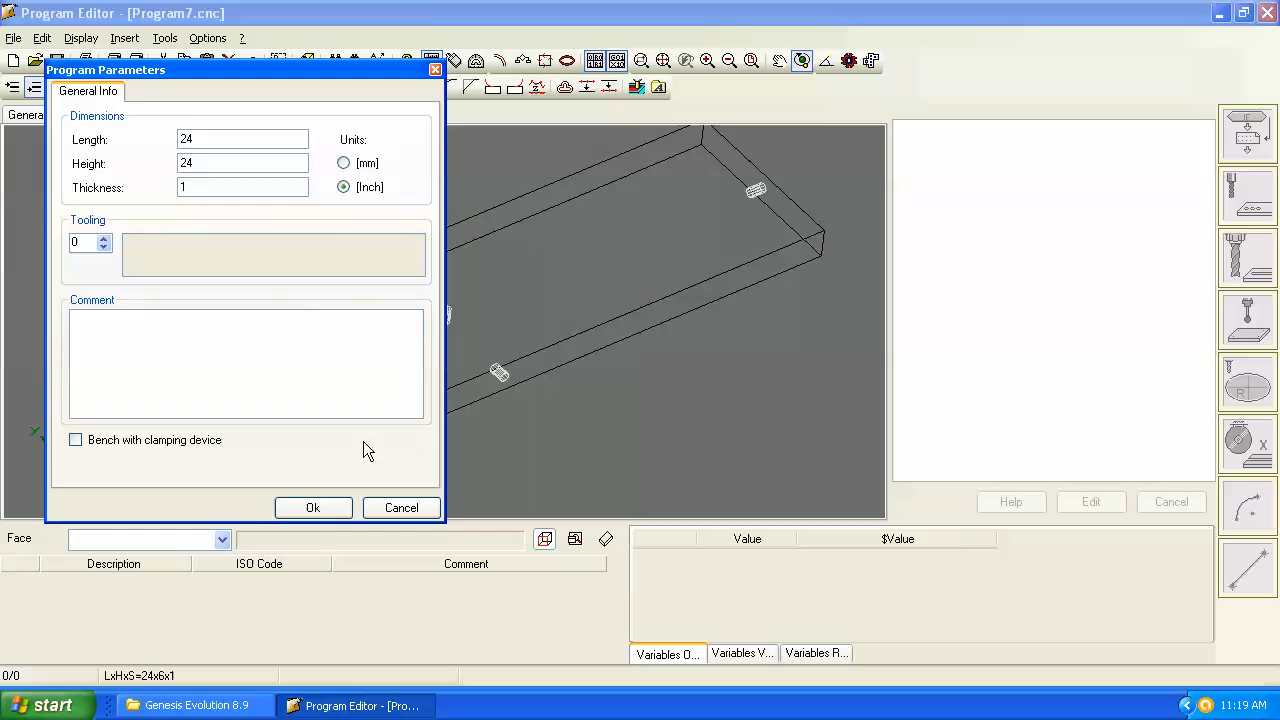 Program Editor - [Program7.cnc]
File Edit Display Insert Tools Options ?
Program Parameters
General Info
Dimensions
Length: 24 Units:
Height: 24 [mm]
Thickness: 1 [Inch]
Tooling
0
Comment
Bench with clamping device
Ok Cancel
General
IF
X
R
Help Edit Cancel
Face
Description ISO Code Comment
Value $Value
Variables O... Variables V... Variables R...
0/0 LxHxS=24x6x1
start Genesis Evolution 8.9 Program Editor - [Pro... 11:19 AM